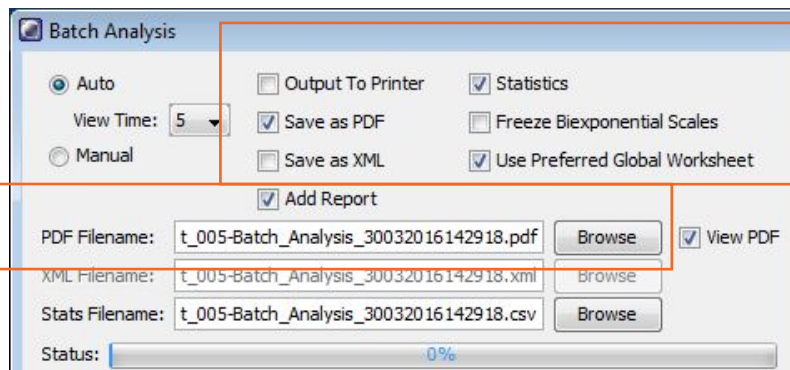 Batch Analysis
Auto Output To Printer Statistics
View Time: 5 Save as PDF Freeze Biexponential Scales
Manual Save as XML Use Preferred Global Worksheet
Add Report
PDF Filename: t_005-Batch_Analysis_30032016142918.pdf Browse View PDF
XML Filename: t_005-Batch_Analysis_30032016142918.xml Browse
Stats Filename: t_005-Batch_Analysis_30032016142918.csv Browse
Status: 0%